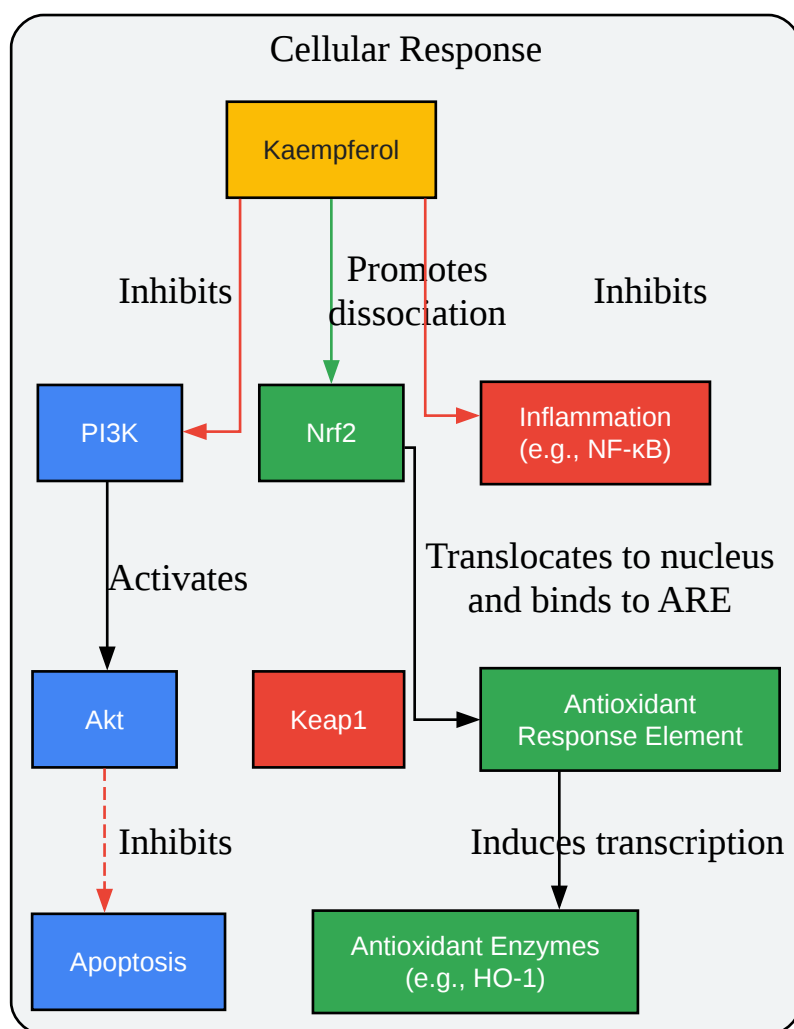 Cellular Response
Kaempferol
Inhibits
Promotes
dissociation
Inhibits
PI3K
Nrf2
Inflammation
(e.g., NF-κB)
Activates
Translocates to nucleus
and binds to ARE
Akt
Keap1
Antioxidant
Response Element
Inhibits
Induces transcription
Apoptosis
Antioxidant Enzymes
(e.g., HO-1)